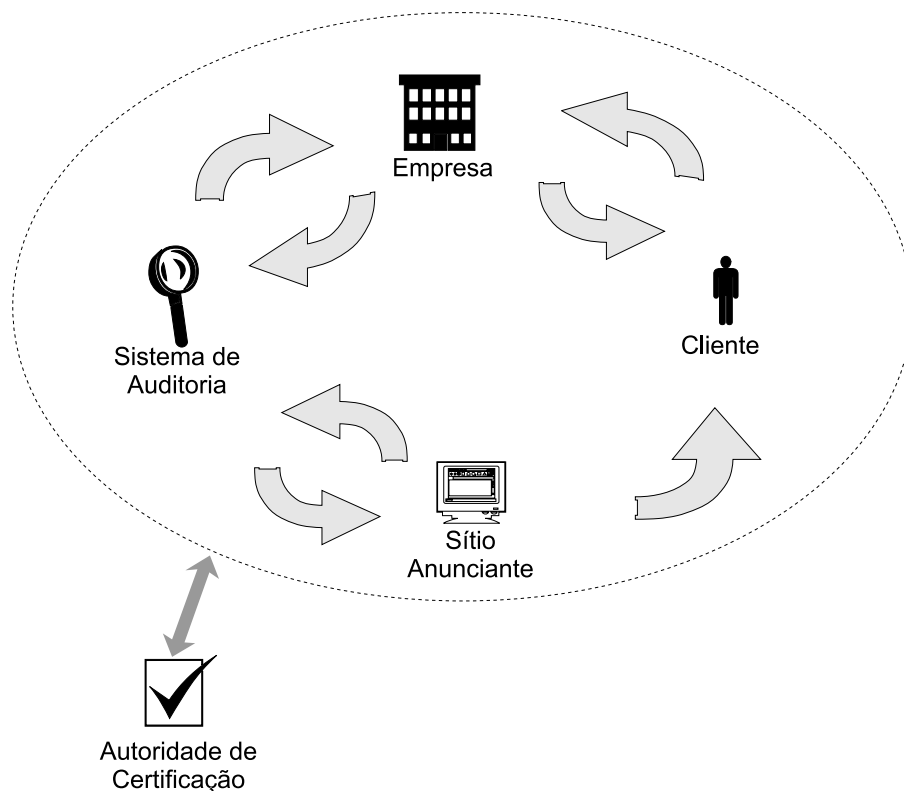 Empresa
Sistema de
Auditoria
Cliente
Sítio
Anunciante
Autoridade de
Certificação